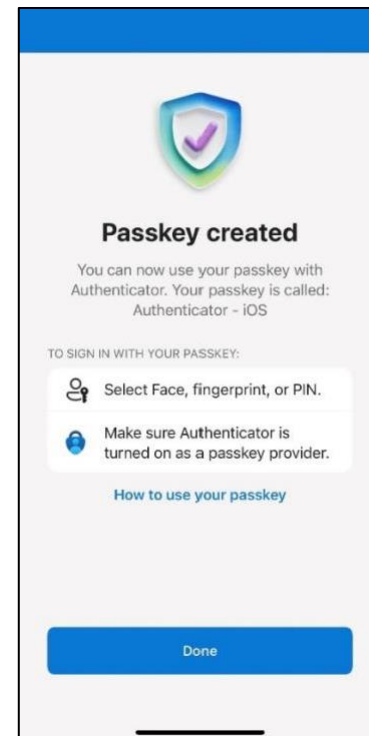 Passkey created
You can now use your passkey with
Authenticator. Your passkey is called:
Authenticator - iOS
TO SIGN IN WITH YOUR PASSKEY:
Select Face, fingerprint, or PIN.
Make sure Authenticator is
turned on as a passkey provider.
How to use your passkey
Done